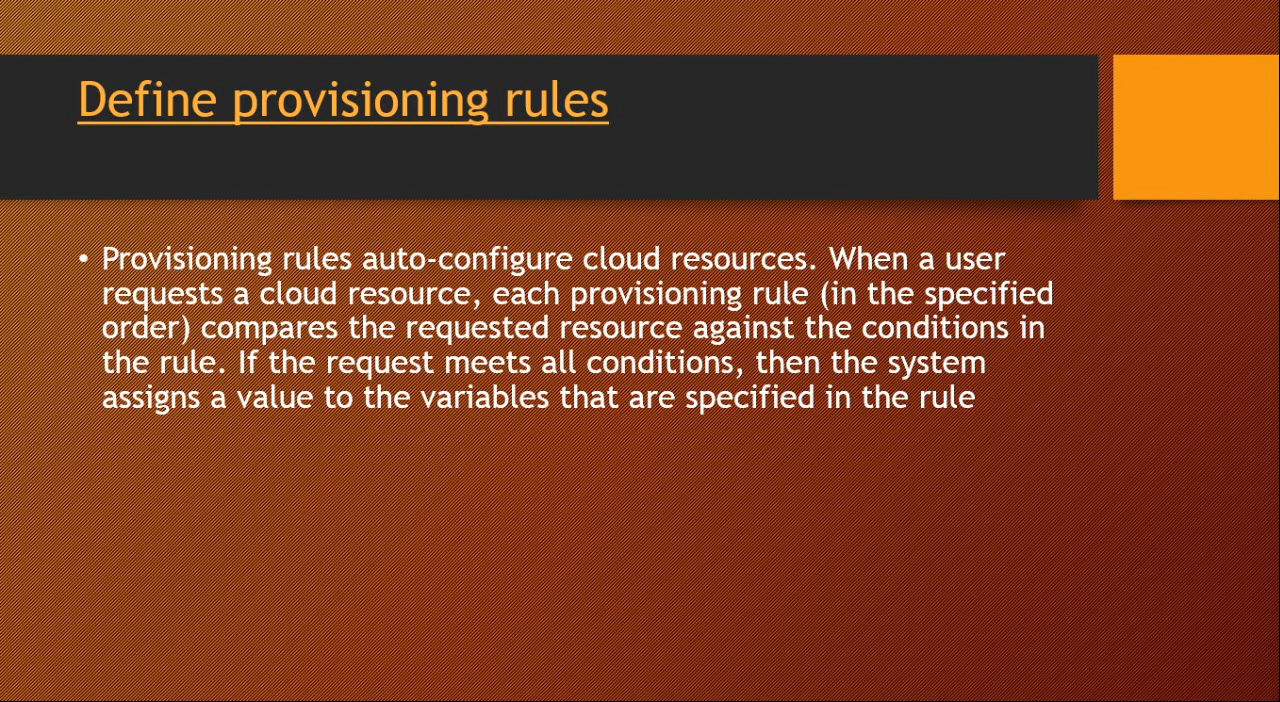 Define provisioning rules
• Provisioning rules auto-configure cloud resources. When a user
requests a cloud resource, each provisioning rule (in the specified
order) compares the requested resource against the conditions in
the rule. If the request meets all conditions, then the system
assigns a value to the variables that are specified in the rule